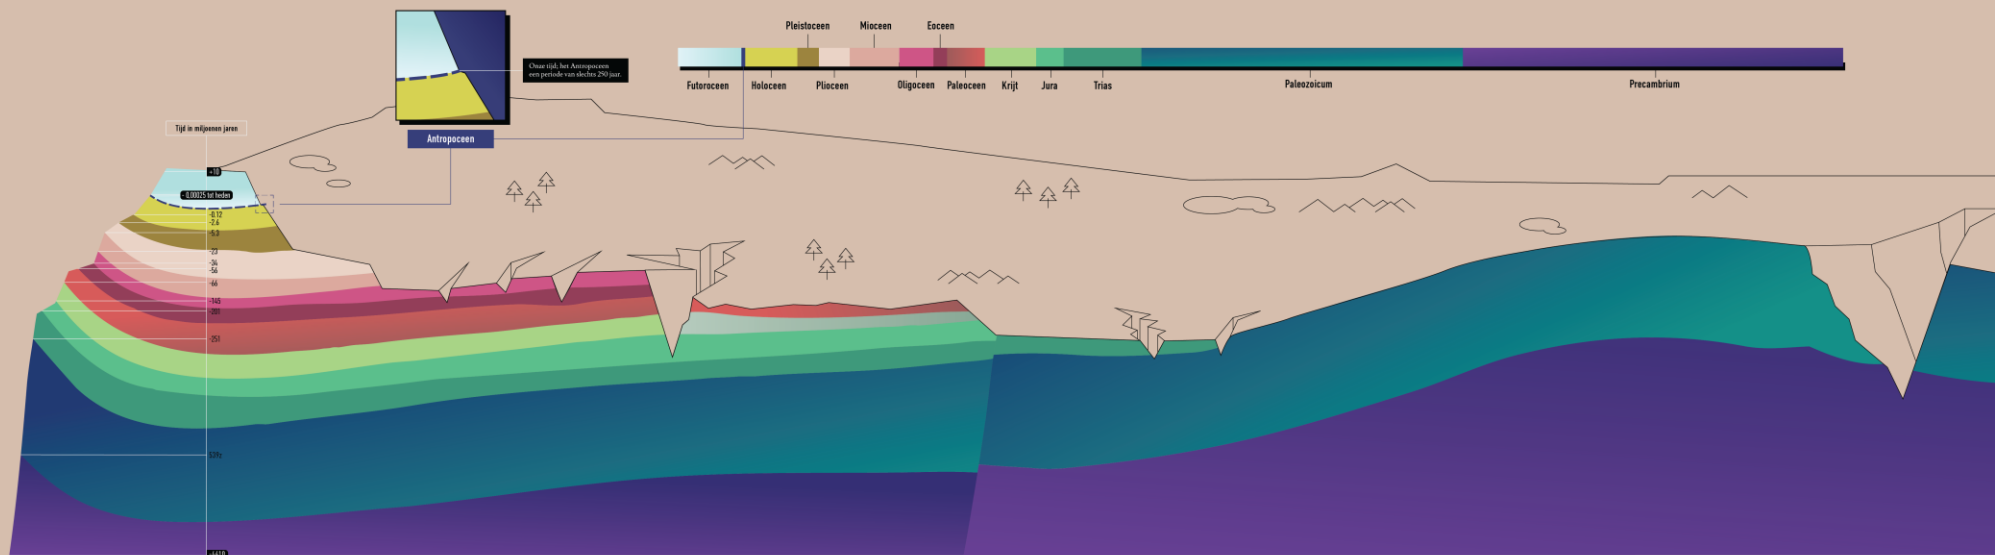 Pleistoceen
Mioceen
Eoceen
Onze tijd; het Antropoceen
een periode van slechts 250 jaar.
Futoroceen
Holoceen
Plioceen
Oligoceen
Paleoceen
Krijt
Jura
Trias
Paleozoicum
Precambrium
Tijd in miljoenen jaren
Antropoceen
+10
- 0,00025 tot heden
-0.12
-2.6
-5.3
-23
-34
-56
-66
-145
-201
-251